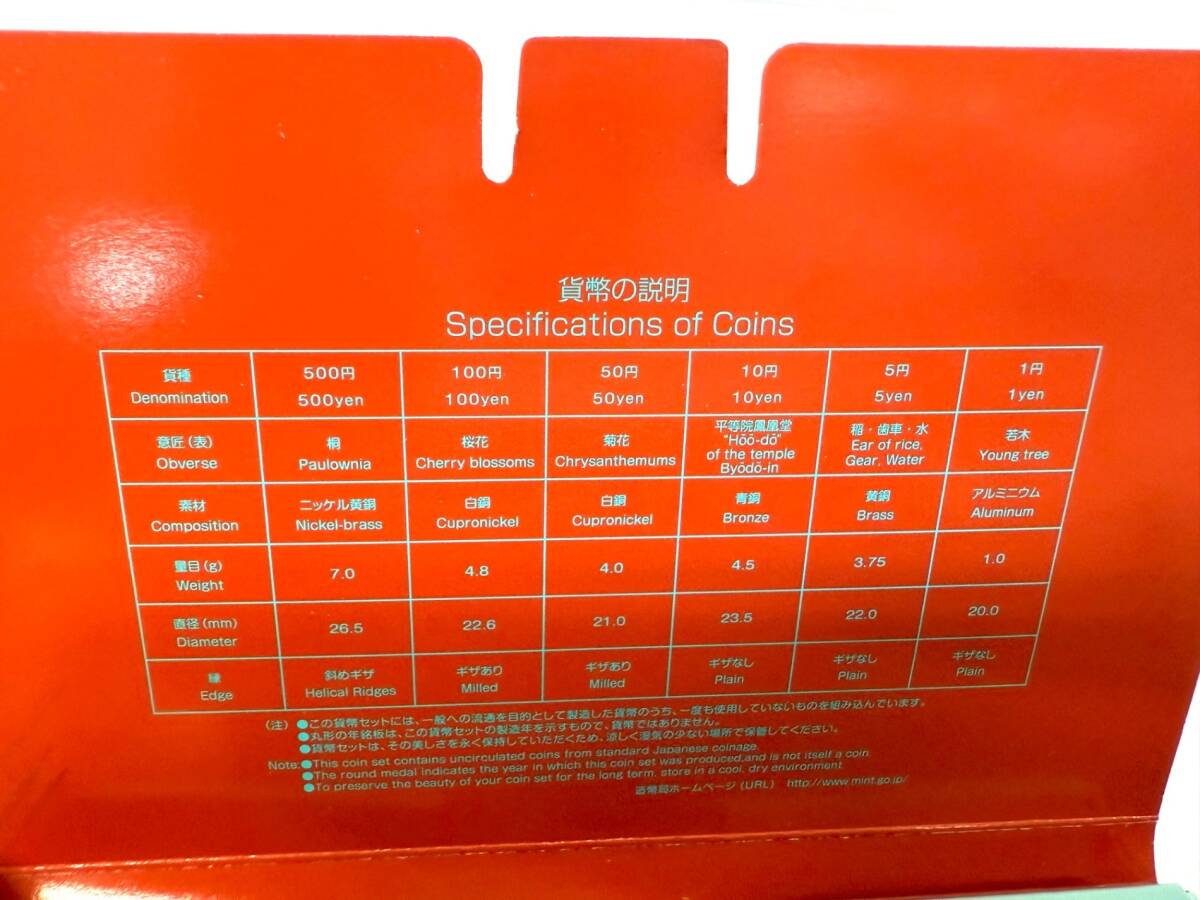 貨幣の説明
Specifications of Coins
貨種 500円 100円 50円 10円 5円 1円
Denomination 500yen 100yen 50yen 10yen 5yen 1yen
意匠(表) 桐 桜花 菊花 平等院鳳凰堂 稲・歯車・水 若木
Obverse Paulownia Cherry blossoms Chrysanthemums "Hōō-dō" Ear of rice, Young tree
of the temple Gear, Water
Byōdō-in
素材 ニッケル黄銅 白銅 白銅 青銅 黄銅 アルミニウム
Composition Nickel-brass Cupronickel Cupronickel Bronze Brass Aluminum
量目(g) 7.0 4.8 4.0 4.5 3.75 1.0
Weight
直径(mm) 26.5 22.6 21.0 23.5 22.0 20.0
Diameter
縁 斜めギザ ギザあり ギザあり ギザなし ギザなし ギザなし
Edge Helical Ridges Milled Milled Plain Plain Plain
(注) ●この貨幣セットには、一般への流通を目的として製造した貨幣のうち、一度も使用していないものを組み込んでいます。
●丸形の年銘板は、この貨幣セットの製造年を示すもので、貨幣ではありません。
●貨幣セットは、その美しさを永く保持していただくため、涼しく湿気の少ない場所で保管してください。
Note: ●This coin set contains uncirculated coins from standard Japanese coinage.
●The round medal indicates the year in which this coin set was produced,and is not itself a coin.
●To preserve the beauty of your coin set for the long term, store in a cool, dry environment.
造幣局ホームページ(URL) http://www.mint.go.jp/